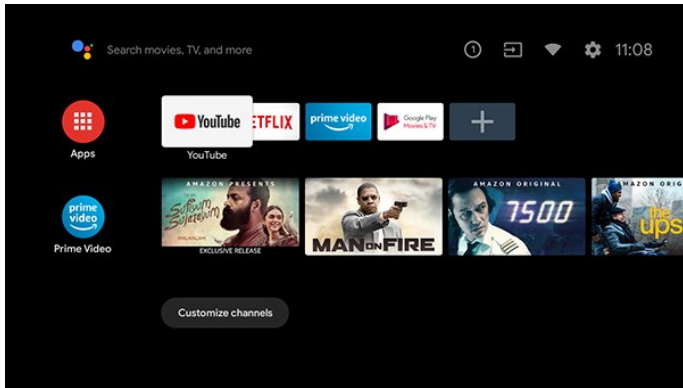 Search movies, TV, and more
1
11:08
YouTube
ETFLIX
prime video
Google Play
Movies & TV
Apps
YouTube
prime
video
Prime Video
AMAZON PRESENTS
Sufiyum
Sujatayum
EXCLUSIVE RELEASE
MAN ON FIRE
AMAZON ORIGINAL
7500
AMAZON ORIG
the
ups
Customize channels